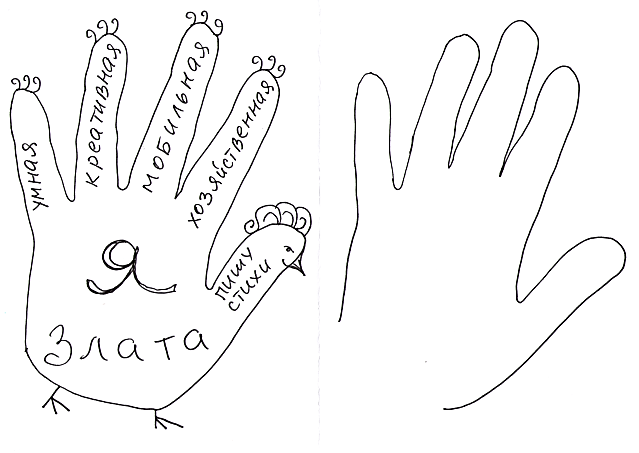 умная
креативная
мобильная
хозяйственная
пишу
стихи
Я
Злата